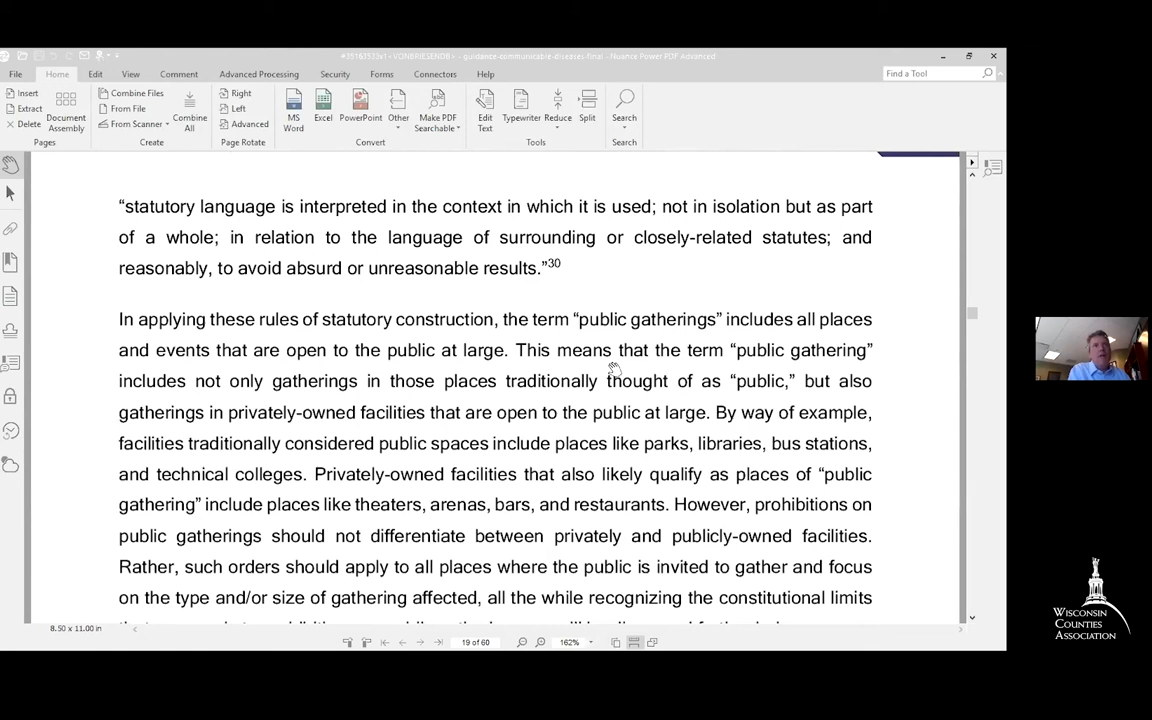 #35163533v1<VONBRIESENDB> - guidance-communicable-diseases-final - Nuance Power PDF Advanced
File Home Edit View Comment Advanced Processing Security Forms Connectors Help
Find a Tool
Insert
Extract
Delete
Document Assembly
Pages
Combine Files
From File
From Scanner
Combine All
Create
Right
Left
Advanced
Page Rotate
MS Word
Excel
PowerPoint
Other
Make PDF Searchable
Convert
Edit Text
Typewriter
Reduce
Split
Tools
Search
Search
“statutory language is interpreted in the context in which it is used; not in isolation but as part
of a whole; in relation to the language of surrounding or closely-related statutes; and
reasonably, to avoid absurd or unreasonable results.”30
In applying these rules of statutory construction, the term “public gatherings” includes all places
and events that are open to the public at large. This means that the term “public gathering”
includes not only gatherings in those places traditionally thought of as “public,” but also
gatherings in privately-owned facilities that are open to the public at large. By way of example,
facilities traditionally considered public spaces include places like parks, libraries, bus stations,
and technical colleges. Privately-owned facilities that also likely qualify as places of “public
gathering” include places like theaters, arenas, bars, and restaurants. However, prohibitions on
public gatherings should not differentiate between privately and publicly-owned facilities.
Rather, such orders should apply to all places where the public is invited to gather and focus
on the type and/or size of gathering affected, all the while recognizing the constitutional limits
8.50 x 11.00 in
19 of 60
162%
WISCONSIN
COUNTIES
ASSOCIATION